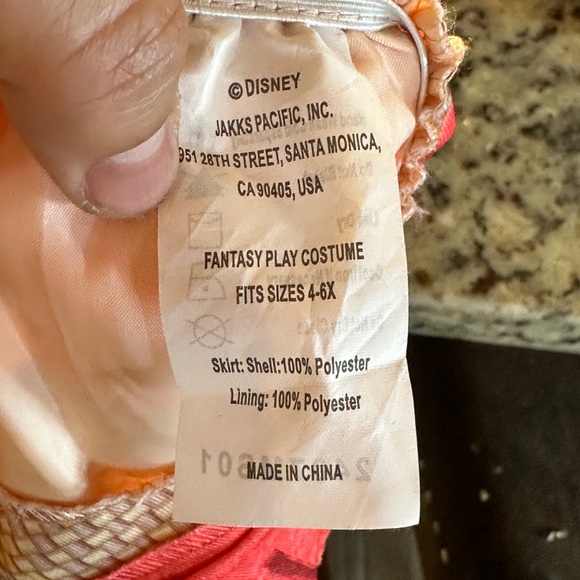 © DISNEY
JAKKS PACIFIC, INC.
951 28TH STREET, SANTA MONICA,
CA 90405, USA
FANTASY PLAY COSTUME
FITS SIZES 4-6X
Skirt: Shell:100% Polyester
Lining: 100% Polyester
MADE IN CHINA